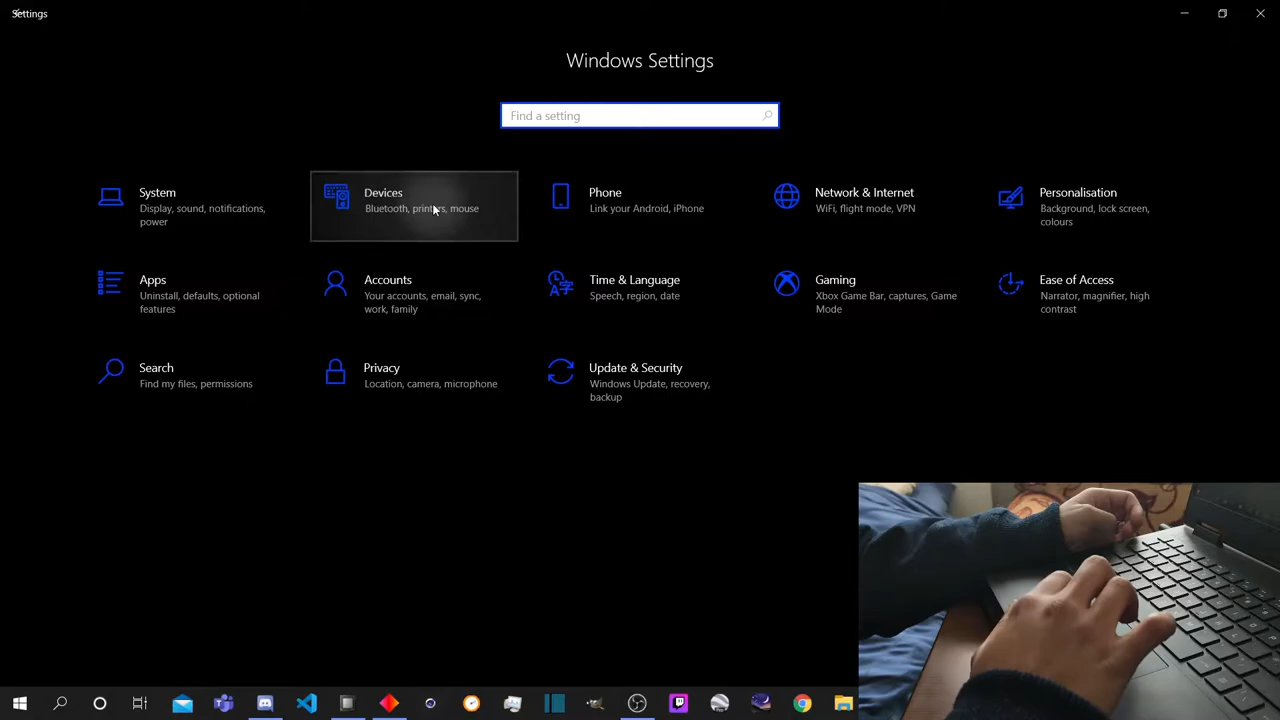 Settings
Windows Settings
Find a setting
System
Display, sound, notifications,
power
Devices
Bluetooth, printers, mouse
Phone
Link your Android, iPhone
Network & Internet
WiFi, flight mode, VPN
Personalisation
Background, lock screen,
colours
Apps
Uninstall, defaults, optional
features
Accounts
Your accounts, email, sync,
work, family
Time & Language
Speech, region, date
Gaming
Xbox Game Bar, captures, Game
Mode
Ease of Access
Narrator, magnifier, high
contrast
Search
Find my files, permissions
Privacy
Location, camera, microphone
Update & Security
Windows Update, recovery,
backup